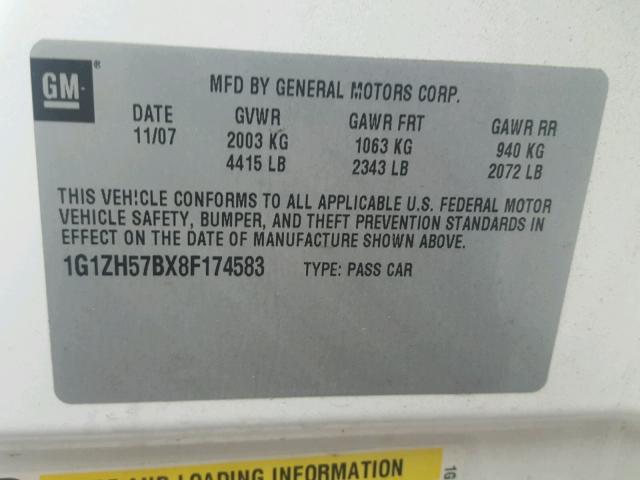 GM®
MFD BY GENERAL MOTORS CORP.
DATE GVWR GAWR FRT GAWR RR
11/07 2003 KG 1063 KG 940 KG
4415 LB 2343 LB 2072 LB
THIS VEHICLE CONFORMS TO ALL APPLICABLE U.S. FEDERAL MOTOR
VEHICLE SAFETY, BUMPER, AND THEFT PREVENTION STANDARDS IN
EFFECT ON THE DATE OF MANUFACTURE SHOWN ABOVE.
1G1ZH57BX8F174583 TYPE: PASS CAR
AND LOADING INFORMATION
1G